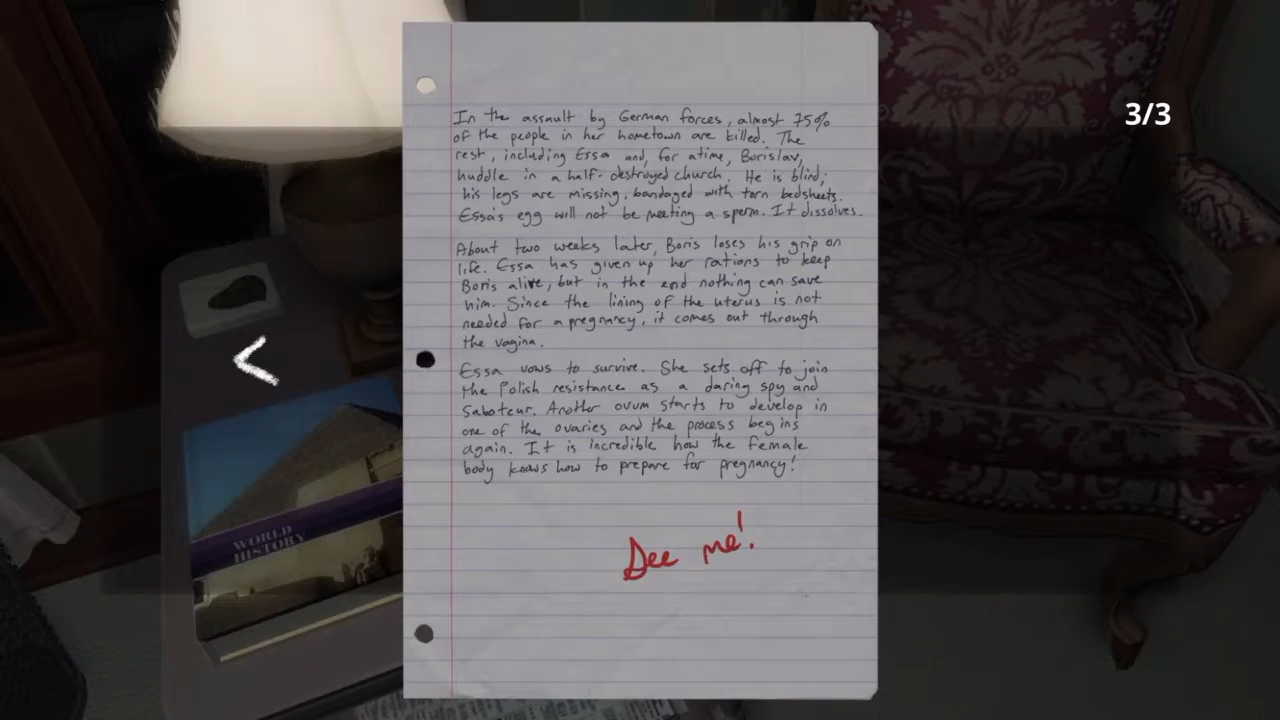 3/3
In the assault by German forces, almost 75%
of the people in her hometown are killed. The
rest, including Essa and, for atime, Borislav,
huddle in a half-destroyed church. He is blind;
his legs are missing, bandaged with torn bedsheets.
Essa's egg will not be meeting a sperm. It dissolves.
About two weeks later, Boris loses his grip on
life. Essa has given up her rations to keep
Boris alive, but in the end nothing can save
him. Since the lining of the uterus is not
needed for a pregnancy, it comes out through
the vagina.
Essa vows to survive. She sets off to join
the Polish resistance as a daring spy and
saboteur. Another ovum starts to develop in
one of the ovaries and the process begins
again. It is incredible how the female
body knows how to prepare for pregnancy!
See me!
<
WORLD
HISTORY